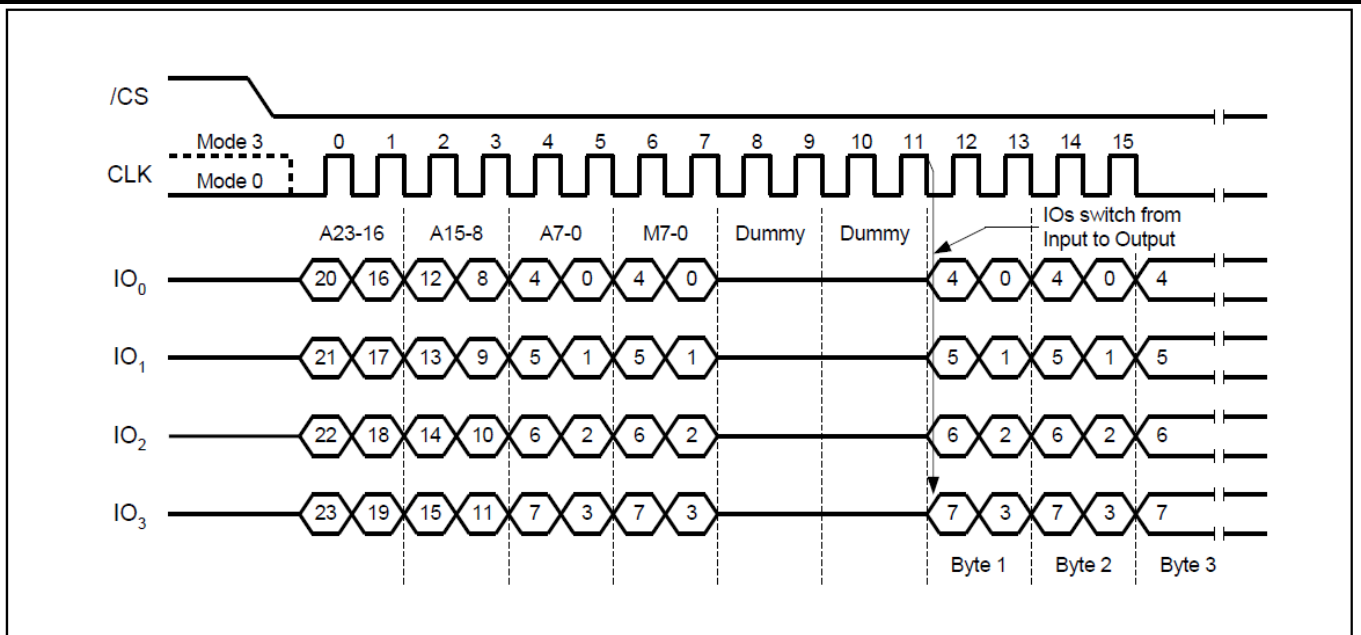 /CS
Mode 3 0 1 2 3 4 5 6 7 8 9 10 11 12 13 14 15
CLK
Mode 0
IOs switch from
Input to Output
A23-16 A15-8 A7-0 M7-0 Dummy Dummy
IO0 20 16 12 8 4 0 4 0 4 0 4 0 4
IO1 21 17 13 9 5 1 5 1 5 1 5 1 5
IO2 22 18 14 10 6 2 6 2 6 2 6 2 6
IO3 23 19 15 11 7 3 7 3 7 3 7 3 7
Byte 1 Byte 2 Byte 3